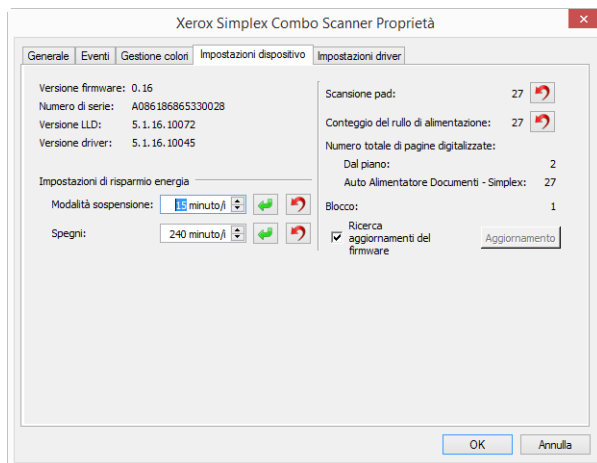 Xerox Simplex Combo Scanner Proprietà
Generale Eventi Gestione colori Impostazioni dispositivo Impostazioni driver
Versione firmware: 0.16
Numero di serie: A086186865330028
Versione LLD: 5.1.16.10072
Versione driver: 5.1.16.10045
Impostazioni di risparmio energia
Modalità sospensione: 15 minuto/i
Spegni: 240 minuto/i
Scansione pad: 27
Conteggio del rullo di alimentazione: 27
Numero totale di pagine digitalizzate:
Dal piano: 2
Auto Alimentatore Documenti - Simplex: 27
Blocco: 1
Ricerca
aggiornamenti del
firmware
Aggiornamento
OK Annulla